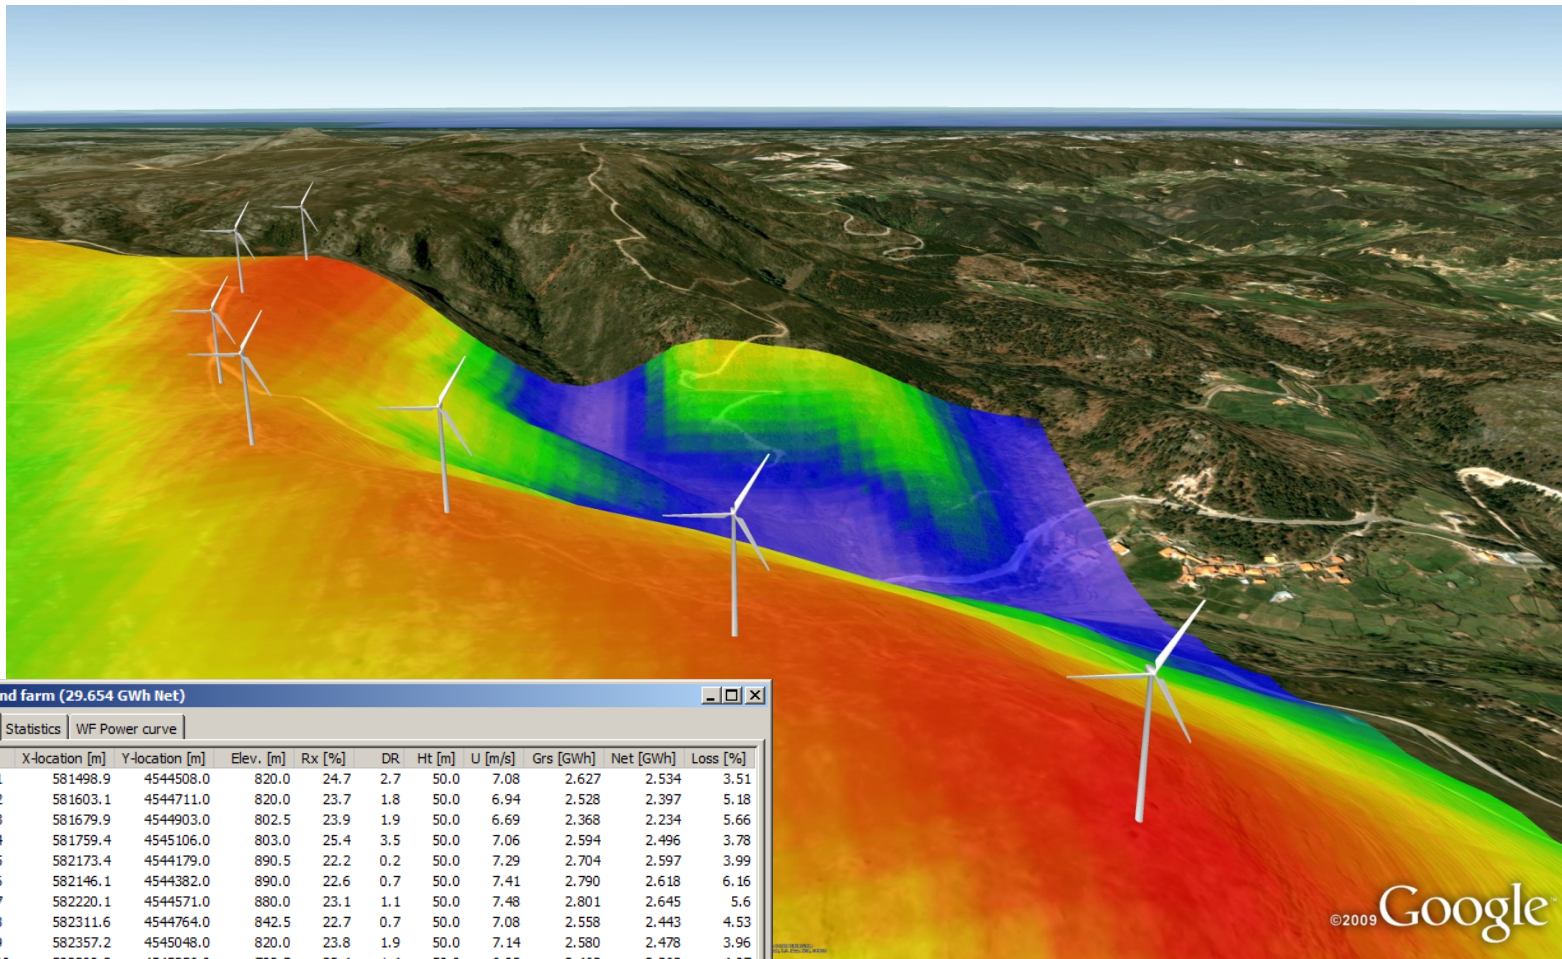 nd farm (29.654 GWh Net)
Statistics WF Power curve
X-location [m] Y-location [m] Elev. [m] Rx [%] DR Ht [m] U [m/s] Grs [GWh] Net [GWh] Loss [%]
581498.9 4544508.0 820.0 24.7 2.7 50.0 7.08 2.627 2.534 3.51
581603.1 4544711.0 820.0 23.7 1.8 50.0 6.94 2.528 2.397 5.18
581679.9 4544903.0 802.5 23.9 1.9 50.0 6.69 2.368 2.234 5.66
581759.4 4545106.0 803.0 25.4 3.5 50.0 7.06 2.594 2.496 3.78
582173.4 4544179.0 890.5 22.2 0.2 50.0 7.29 2.704 2.597 3.99
582146.1 4544382.0 890.0 22.6 0.7 50.0 7.41 2.790 2.618 6.16
582220.1 4544571.0 880.0 23.1 1.1 50.0 7.48 2.801 2.645 5.6
582311.6 4544764.0 842.5 22.7 0.7 50.0 7.08 2.558 2.443 4.53
582357.2 4545048.0 820.0 23.8 1.9 50.0 7.14 2.580 2.478 3.96
©2009 Google